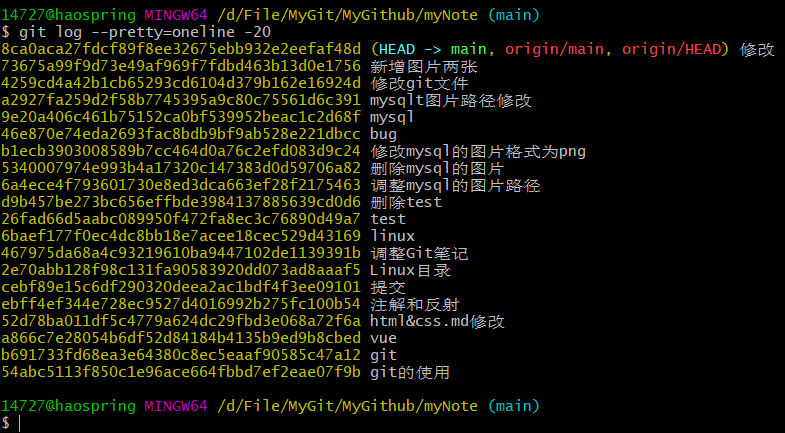 14727@haospring MINGW64 /d/File/MyGit/MyGithub/myNote (main)
$ git log --pretty=oneline -20
8ca0aca27fdcf89f8ee32675ebb932e2eefaf48d (HEAD -> main, origin/main, origin/HEAD) 修改
73675a99f9d73e49af969f7fdbd463b13d0e1756 新增图片两张
4259cd4a42b1cb65293cd6104d379b162e16924d 修改git文件
a2927fa259d2f58b7745395a9c80c75561d6c391 mysqlt图片路径修改
9e20a406c461b75152ca0bf539952beac1c2d68f mysql
46e870e74eda2693fac8bdb9bf9ab528e221dbcc bug
b1ecb3903008589b7cc464d0a76c2efd083d9c24 修改mysql的图片格式为png
5340007974e993b4a17320c147383d0d59706a82 删除mysql的图片
6a4ece4f793601730e8ed3dca663ef28f2175463 调整mysql的图片路径
d9b457be273bc656effbde3984137885639cd0d6 删除test
26fad66d5aabc089950f472fa8ec3c76890d49a7 test
6baef177f0ec4dc8bb18e7acee18cec529d43169 linux
467975da68a4c93219610ba9447102de1139391b 调整Git笔记
2e70abb128f98c131fa90583920dd073ad8aaaf5 Linux目录
cebf89e15c6df290320deea2ac1bdf4f3ee09101 提交
ebff4ef344e728ec9527d4016992b275fc100b54 注解和反射
52d78ba011df5c4779a624dc29fbd3e068a72f6a html&css.md修改
a866c7e28054b6df52d84184b4135b9ed9b8cbed vue
b691733fd68ea3e64380c8ec5eaaf90585c47a12 git
54abc5113f850c1e96ace664fbbd7ef2eae07f9b git的使用
14727@haospring MINGW64 /d/File/MyGit/MyGithub/myNote (main)
$